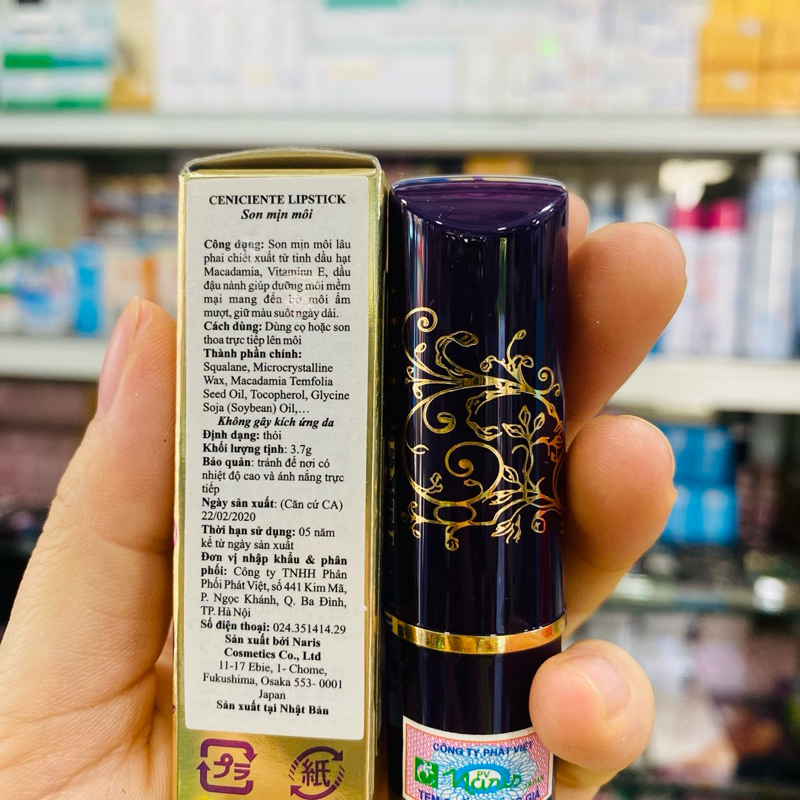 CENICIENTE LIPSTICK
Son mịn môi
Công dụng: Son mịn môi lâu
phai chiết xuất từ tinh dầu hạt
Macadamia, Vitaminn E, dầu
đậu nành giúp dưỡng môi mềm
mại mang đến bờ môi ẩm
mượt, giữ màu suốt ngày dài.
Cách dùng: Dùng cọ hoặc son
thoa trực tiếp lên môi
Thành phần chính:
Squalane, Microcrystalline
Wax, Macadamia Temfolia
Seed Oil, Tocopherol, Glycine
Soja (Soybean) Oil,...
Không gây kích ứng da
Định dạng: thỏi
Khối lượng tịnh: 3.7g
Bảo quản: tránh để nơi có
nhiệt độ cao và ánh nắng trực
tiếp
Ngày sản xuất: (Căn cứ CA)
22/02/2020
Thời hạn sử dụng: 05 năm
kể từ ngày sản xuất
Đơn vị nhập khẩu & phân
phối: Công ty TNHH Phân
Phối Phát Việt, số 441 Kim Mã,
P. Ngọc Khánh, Q. Ba Đình,
TP. Hà Nội
Số điện thoại: 024.351414.29
Sản xuất bởi Naris
Cosmetics Co., Ltd
11-17 Ebie, 1- Chome,
Fukushima, Osaka 553- 0001
Japan
Sản xuất tại Nhật Bản
プラ
紙
CÔNG TY PHÁT VIỆT
PV
TEM
GIẢ